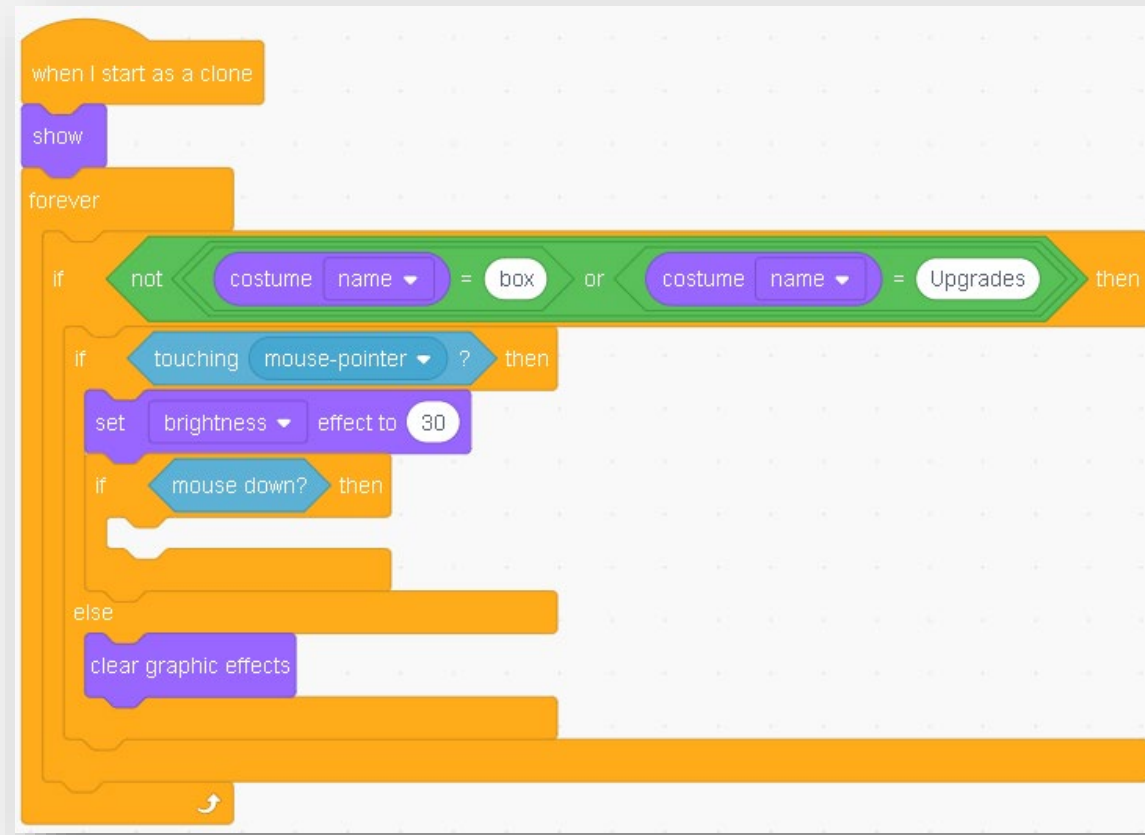 when I start as a clone
show
forever
if not costume name = box or costume name = Upgrades then
if touching mouse-pointer ? then
set brightness effect to 30
if mouse down? then
else
clear graphic effects